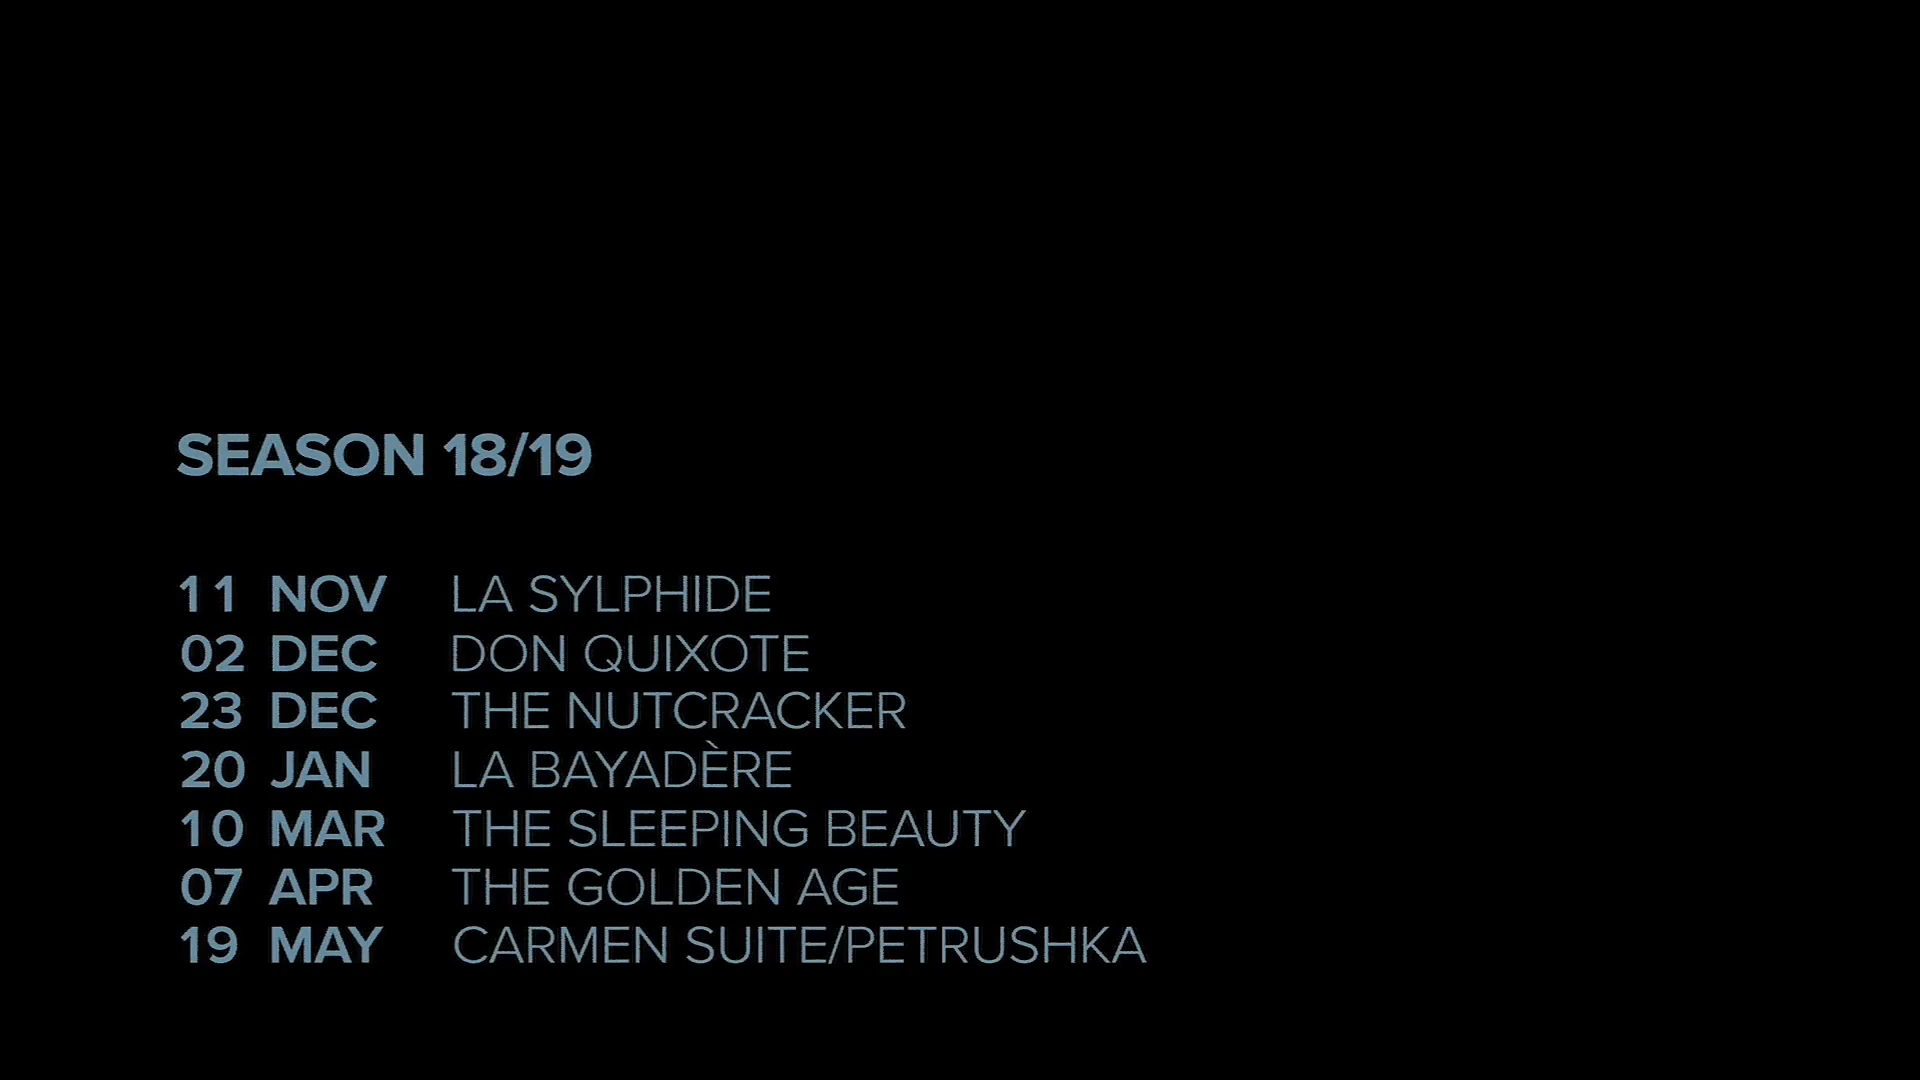 SEASON 18/19
11 NOV LA SYLPHIDE
02 DEC DON QUIXOTE
23 DEC THE NUTCRACKER
20 JAN LA BAYADÈRE
10 MAR THE SLEEPING BEAUTY
07 APR THE GOLDEN AGE
19 MAY CARMEN SUITE/PETRUSHKA